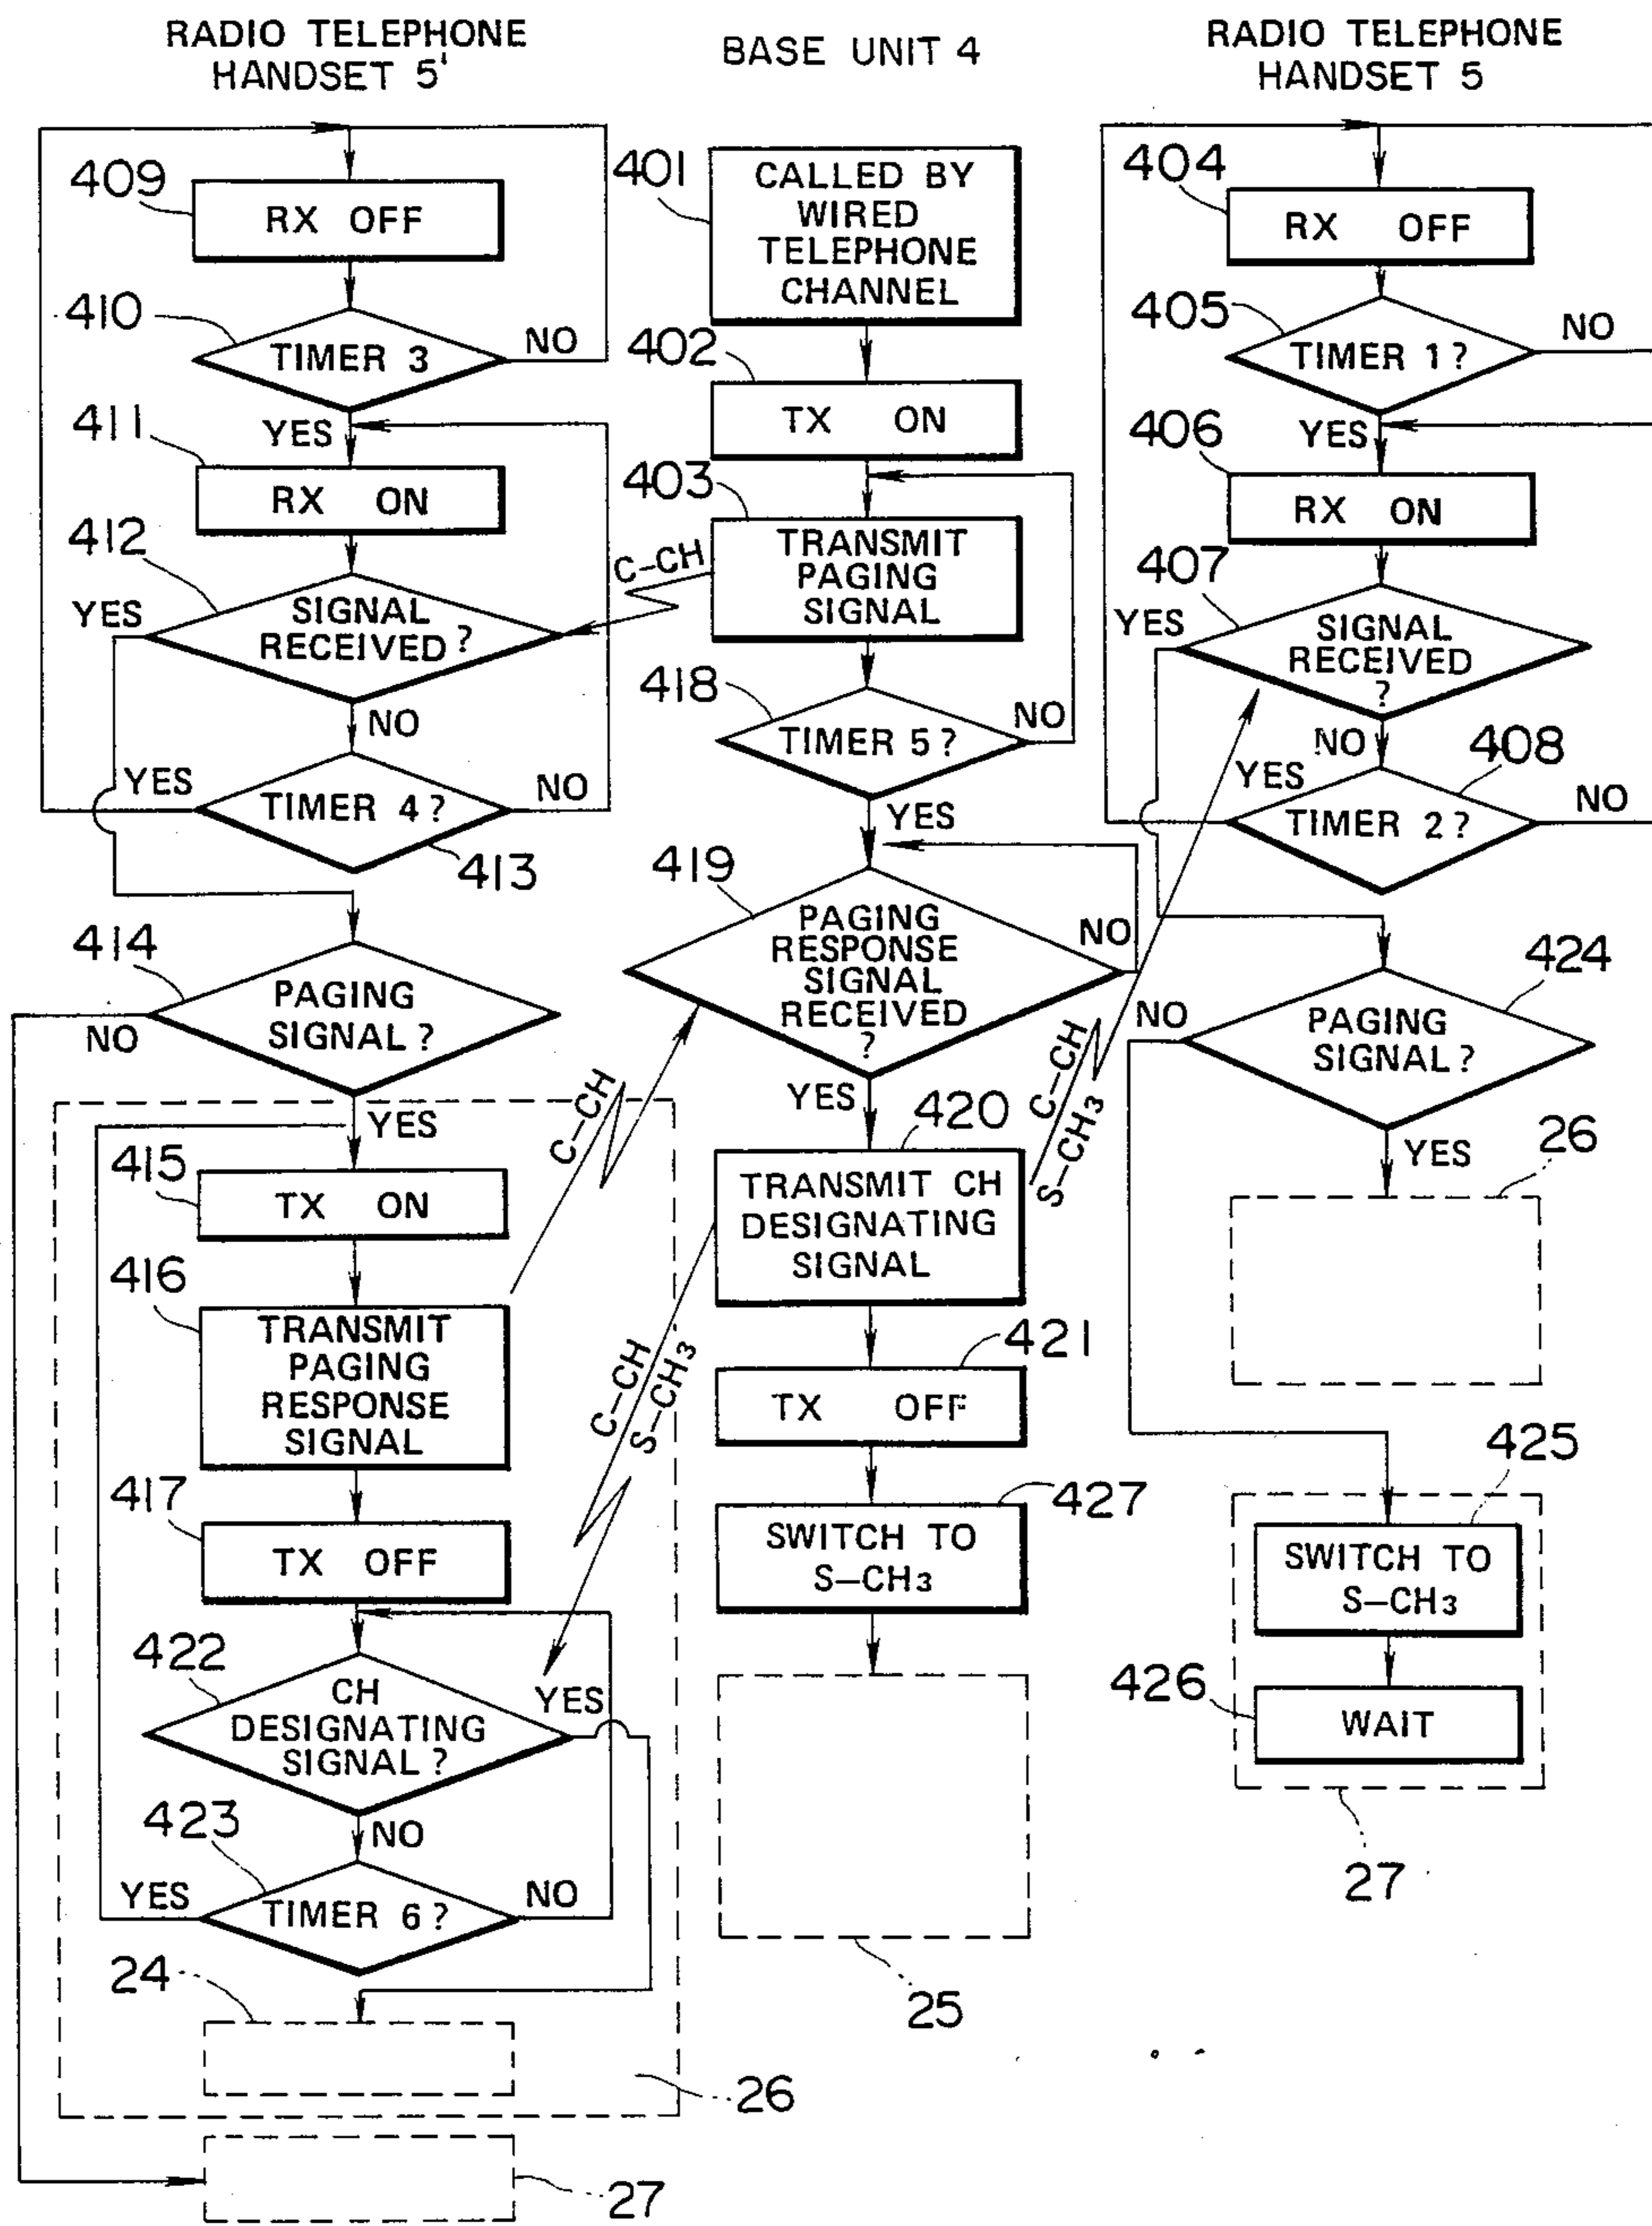 RADIO TELEPHONE
HANDSET 5'
409
RX OFF
410
TIMER 3
NO
YES
411
RX ON
412
SIGNAL
RECEIVED ?
YES
NO
TIMER 4 ?
YES
NO
413
414
PAGING
SIGNAL ?
NO
YES
415
TX ON
416
TRANSMIT
PAGING
RESPONSE
SIGNAL
417
TX OFF
422
CH
DESIGNATING
SIGNAL ?
YES
NO
423
TIMER 6 ?
YES
NO
24
26
27
BASE UNIT 4
401
CALLED BY
WIRED
TELEPHONE
CHANNEL
402
TX ON
403
TRANSMIT
PAGING
SIGNAL
C-CH
418
TIMER 5 ?
NO
YES
419
PAGING
RESPONSE
SIGNAL
RECEIVED
?
NO
YES
C-CH
420
TRANSMIT CH
DESIGNATING
SIGNAL
C-CH
S-CH3
C-CH
S-CH3
421
TX OFF
427
SWITCH TO
S-CH3
25
RADIO TELEPHONE
HANDSET 5
404
RX OFF
405
TIMER 1 ?
NO
YES
406
RX ON
407
SIGNAL
RECEIVED
?
YES
NO
408
TIMER 2 ?
YES
NO
424
PAGING
SIGNAL ?
NO
YES
26
425
SWITCH TO
S-CH3
426
WAIT
27